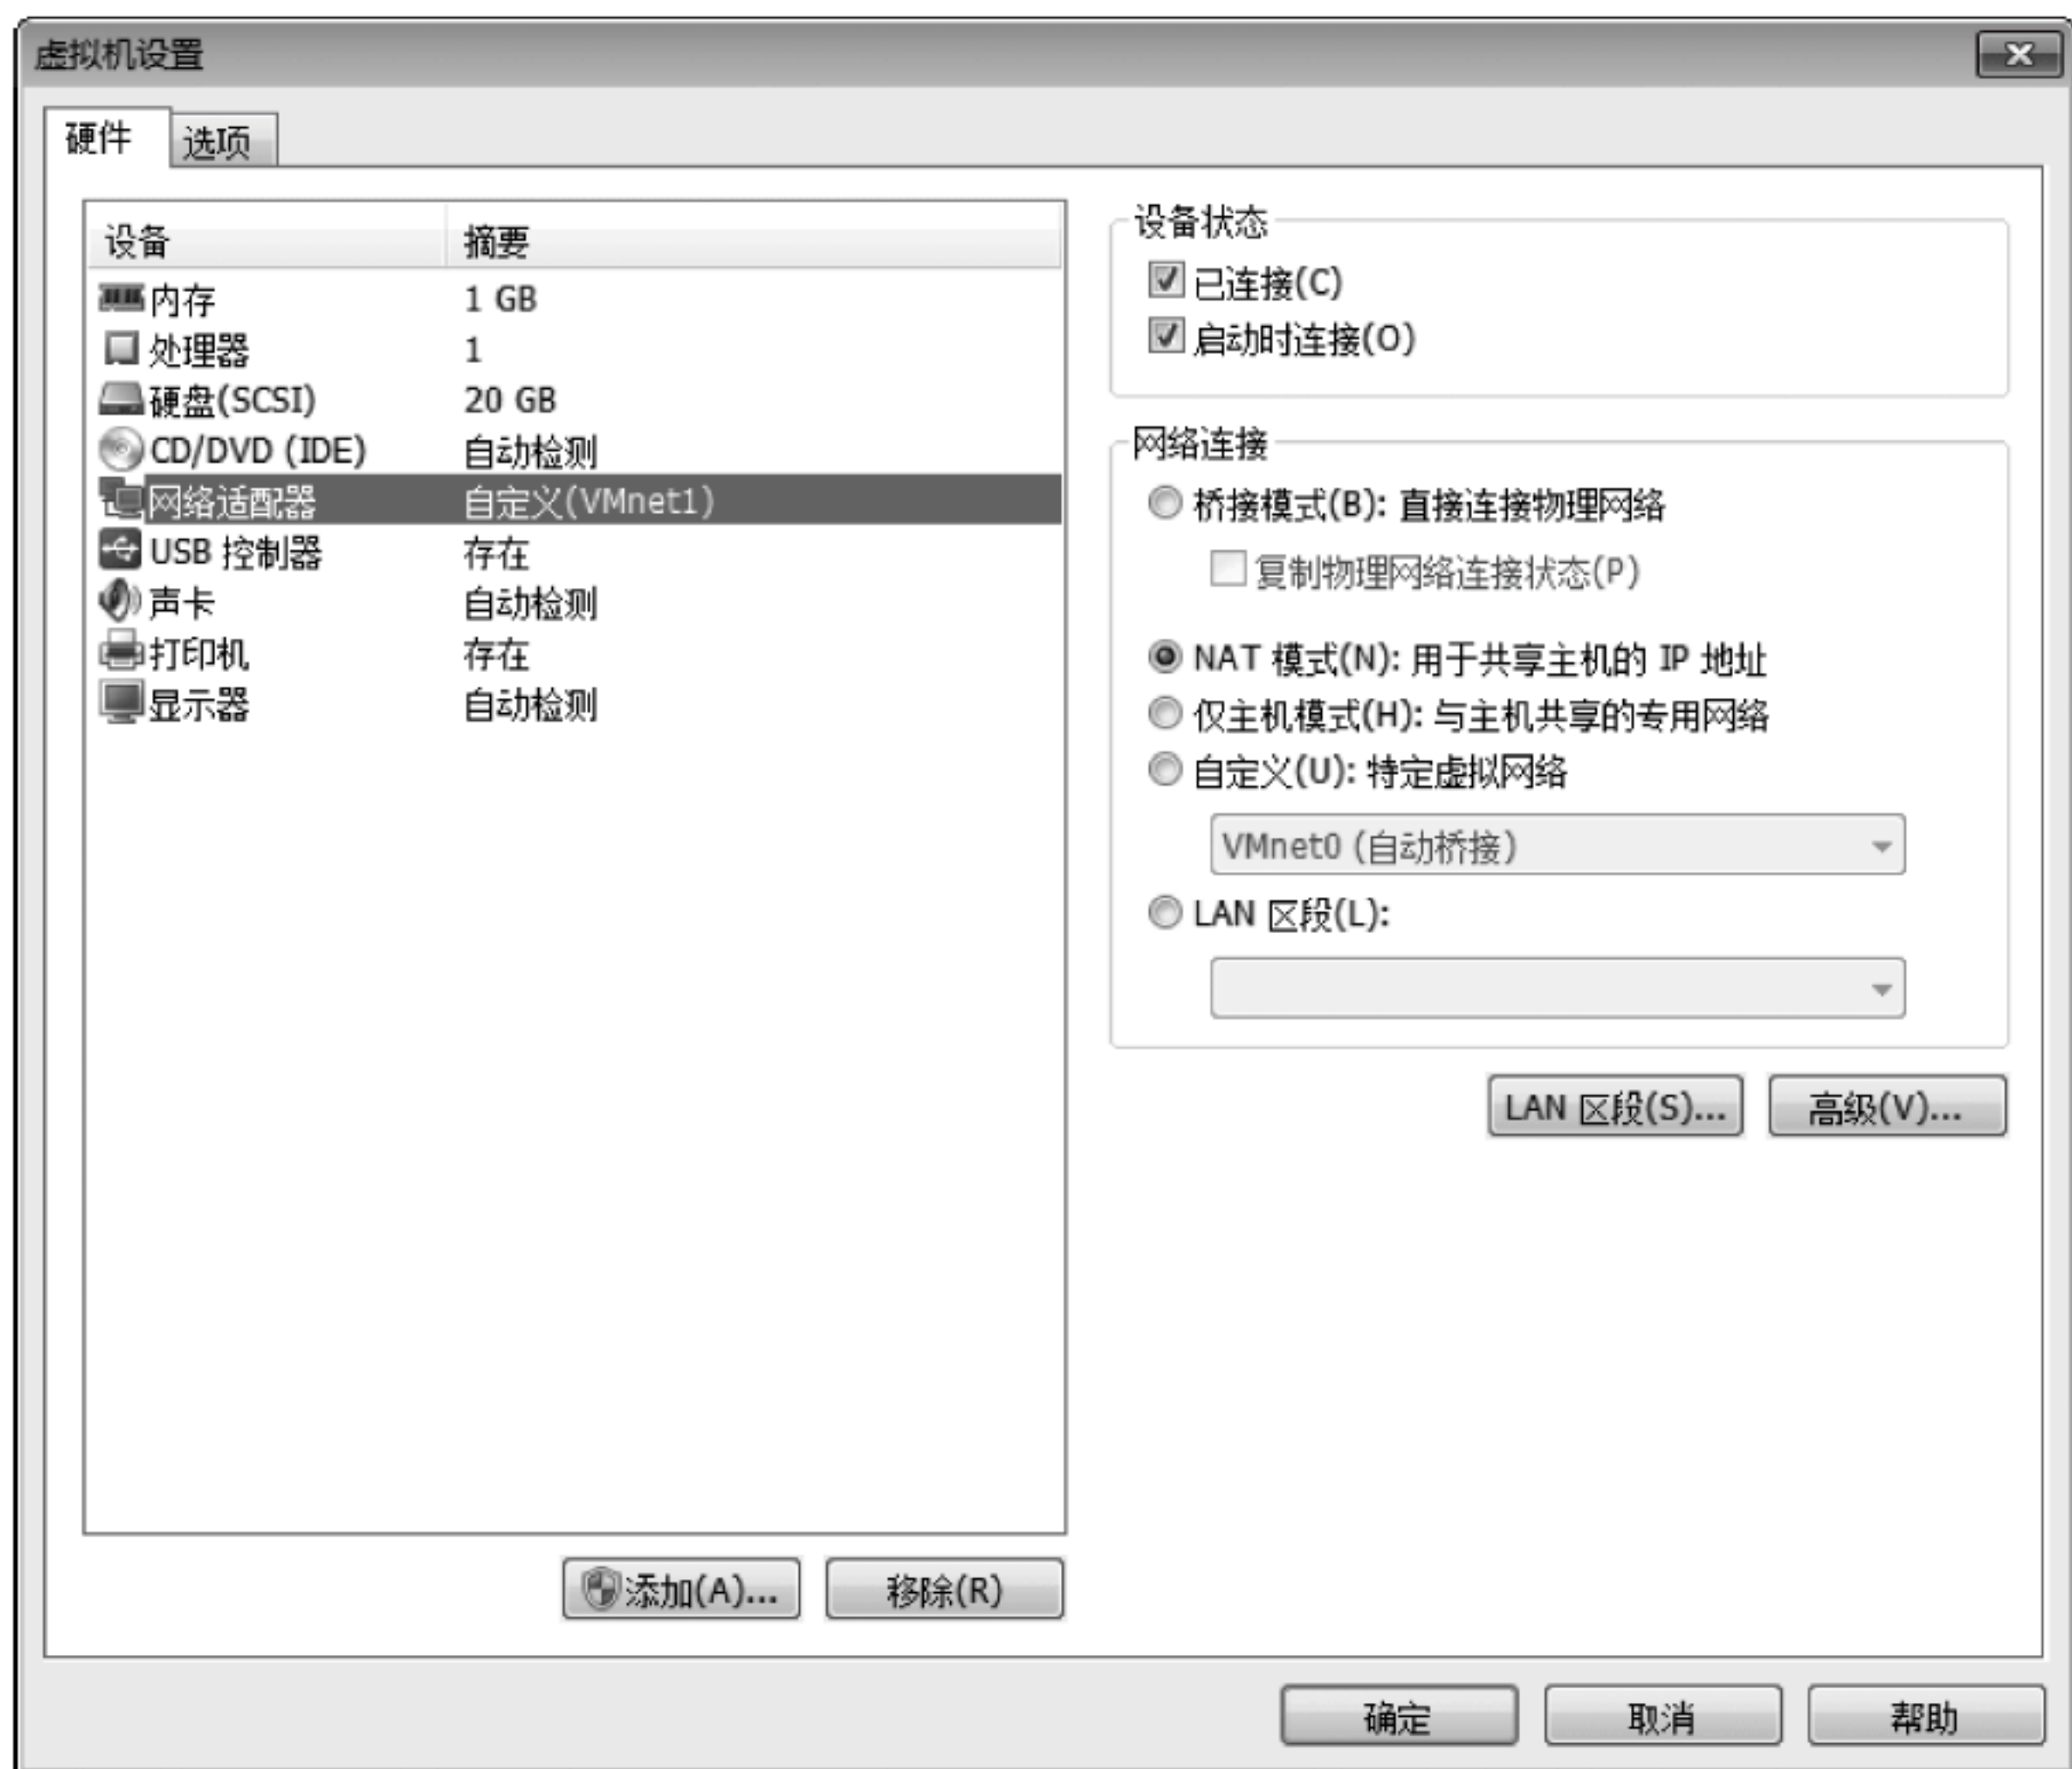 虚拟机设置
硬件 选项
设备 摘要
内存 1 GB
处理器 1
硬盘(SCSI) 20 GB
CD/DVD (IDE) 自动检测
网络适配器 自定义(VMnet1)
USB 控制器 存在
声卡 自动检测
打印机 存在
显示器 自动检测
添加(A)... 移除(R)
设备状态
已连接(C)
启动时连接(O)
网络连接
桥接模式(B): 直接连接物理网络
复制物理网络连接状态(P)
NAT 模式(N): 用于共享主机的 IP 地址
仅主机模式(H): 与主机共享的专用网络
自定义(U): 特定虚拟网络
VMnet0 (自动桥接)
LAN 区段(L):
LAN 区段(S)... 高级(V)...
确定 取消 帮助